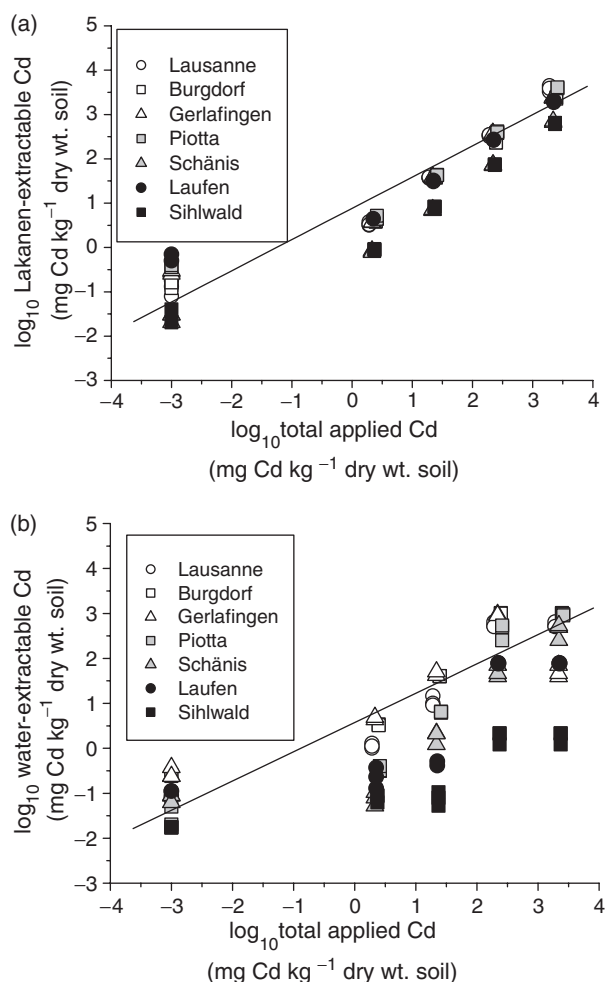 (a)
log10 Lakanen-extractable Cd
(mg Cd kg−1 dry wt. soil)
5
4
3
2
1
0
−1
−2
−3
Lausanne
Burgdorf
Gerlafingen
Piotta
Schänis
Laufen
Sihlwald
−4 −3 −2 −1 0 1 2 3 4
log10total applied Cd
(mg Cd kg −1 dry wt. soil)
(b)
log10 water-extractable Cd
(mg Cd kg−1 dry wt. soil)
5
4
3
2
1
0
−1
−2
−3
Lausanne
Burgdorf
Gerlafingen
Piotta
Schänis
Laufen
Sihlwald
−4 −3 −2 −1 0 1 2 3 4
log10total applied Cd
(mg Cd kg −1 dry wt. soil)